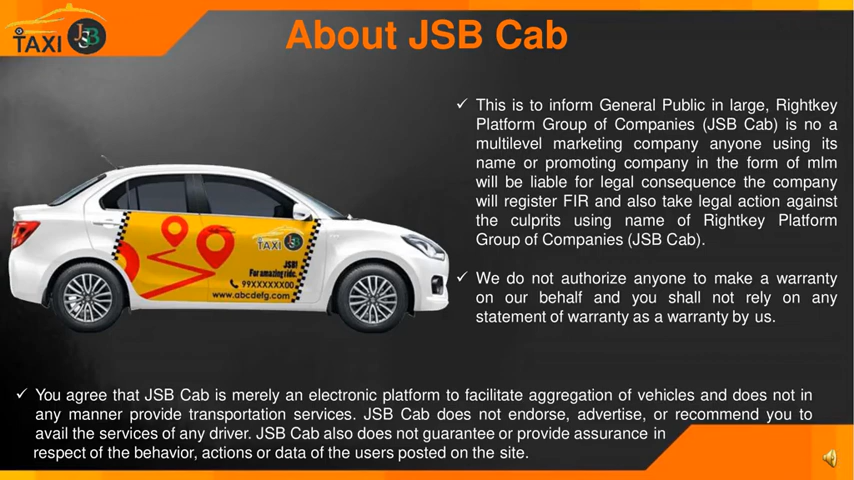 TAXI JSB
About JSB Cab
✓ This is to inform General Public in large, Rightkey
Platform Group of Companies (JSB Cab) is no a
multilevel marketing company anyone using its
name or promoting company in the form of mlm
will be liable for legal consequence the company
will register FIR and also take legal action against
the culprits using name of Rightkey Platform
Group of Companies (JSB Cab).
✓ We do not authorize anyone to make a warranty
on our behalf and you shall not rely on any
statement of warranty as a warranty by us.
TAXI JSB
JSB!
For amazing ride.
99XXXXXX00
www.abcdefg.com
✓ You agree that JSB Cab is merely an electronic platform to facilitate aggregation of vehicles and does not in
any manner provide transportation services. JSB Cab does not endorse, advertise, or recommend you to
avail the services of any driver. JSB Cab also does not guarantee or provide assurance in
respect of the behavior, actions or data of the users posted on the site.